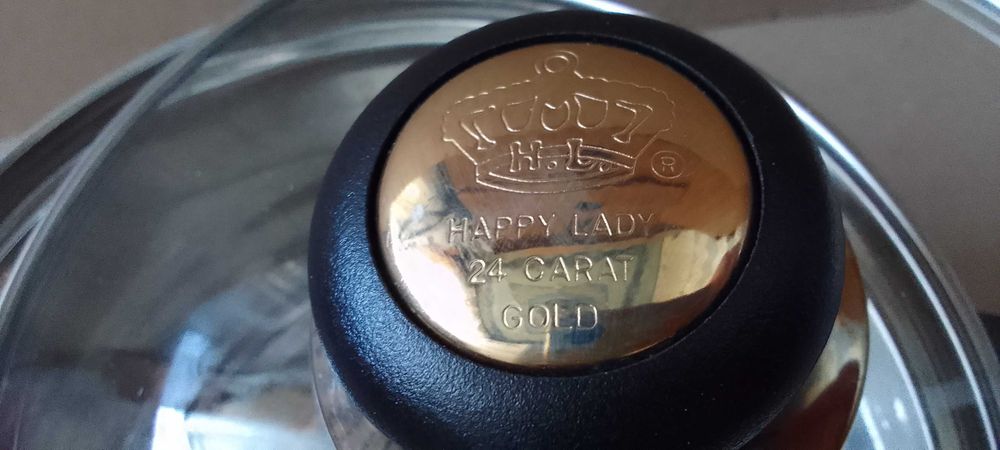 H.L.
®
HAPPY LADY
24 CARAT
GOLD